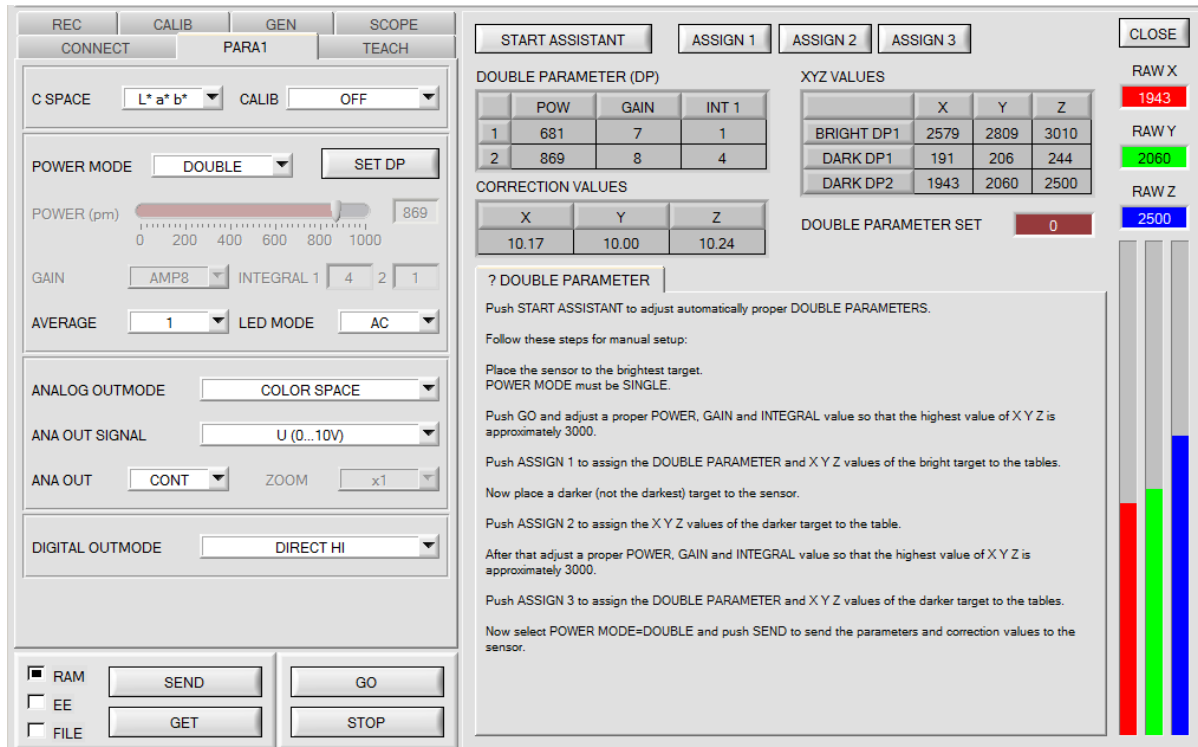 REC CALIB GEN SCOPE
CONNECT PARA1 TEACH
C SPACE L* a* b* CALIB OFF
POWER MODE DOUBLE SET DP
POWER (pm) 869
0 200 400 600 800 1000
GAIN AMP8 INTEGRAL 1 4 2 1
AVERAGE 1 LED MODE AC
ANALOG OUTMODE COLOR SPACE
ANA OUT SIGNAL U (0...10V)
ANA OUT CONT ZOOM x1
DIGITAL OUTMODE DIRECT HI
RAM SEND GO
EE
GET STOP
FILE
START ASSISTANT ASSIGN 1 ASSIGN 2 ASSIGN 3
DOUBLE PARAMETER (DP)
POW GAIN INT 1
1 681 7 1
2 869 8 4
CORRECTION VALUES
X Y Z
10.17 10.00 10.24
XYZ VALUES
X Y Z
BRIGHT DP1 2579 2809 3010
DARK DP1 191 206 244
DARK DP2 1943 2060 2500
DOUBLE PARAMETER SET 0
? DOUBLE PARAMETER
Push START ASSISTANT to adjust automatically proper DOUBLE PARAMETERS.
Follow these steps for manual setup:
Place the sensor to the brightest target.
POWER MODE must be SINGLE.
Push GO and adjust a proper POWER, GAIN and INTEGRAL value so that the highest value of X Y Z is
approximately 3000.
Push ASSIGN 1 to assign the DOUBLE PARAMETER and X Y Z values of the bright target to the tables.
Now place a darker (not the darkest) target to the sensor.
Push ASSIGN 2 to assign the X Y Z values of the darker target to the table.
After that adjust a proper POWER, GAIN and INTEGRAL value so that the highest value of X Y Z is
approximately 3000.
Push ASSIGN 3 to assign the DOUBLE PARAMETER and X Y Z values of the darker target to the tables.
Now select POWER MODE=DOUBLE and push SEND to send the parameters and correction values to the
sensor.
CLOSE
RAW X
1943
RAW Y
2060
RAW Z
2500